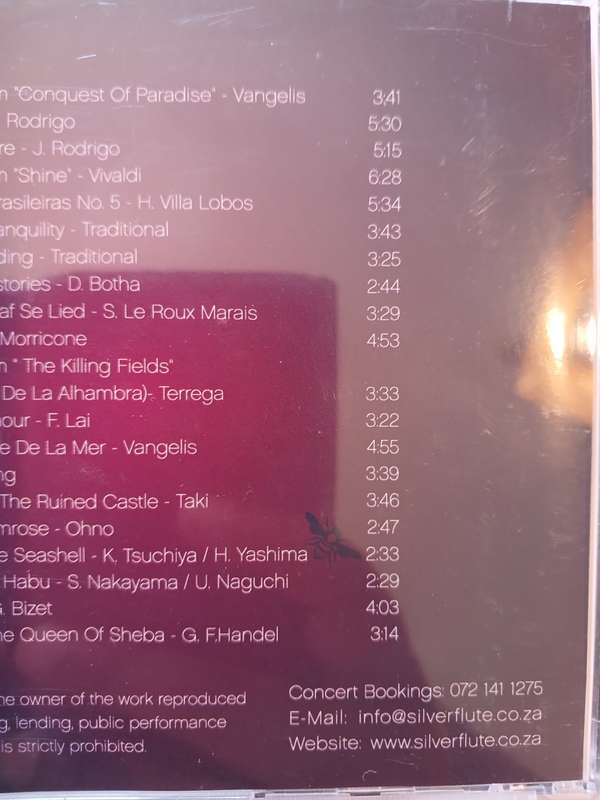 "Conquest Of Paradise" - Vangelis 3:41
Rodrigo 5:30
- J. Rodrigo 5:15
"Shine" - Vivaldi 6:28
No. 5 - H. Villa Lobos 5:34
- Traditional 3:43
- Traditional 3:25
stories - D. Botha 2:44
Se Lied - S. Le Roux Marais 3:29
Morricone 4:53
" The Killing Fields"
De La Alhambra)- Terrega 3:33
- F. Lai 3:22
De La Mer - Vangelis 4:55
3:39
The Ruined Castle - Taki 3:46
- Ohno 2:47
Seashell - K. Tsuchiya / H. Yashima 2:33
Habu - S. Nakayama / U. Naguchi 2:29
Bizet 4:03
Queen Of Sheba - G. F.Handel 3:14
owner of the work reproduced
lending, public performance
is strictly prohibited.
Concert Bookings: 072 141 1275
E-Mail: info@silverflute.co.za
Website: www.silverflute.co.za